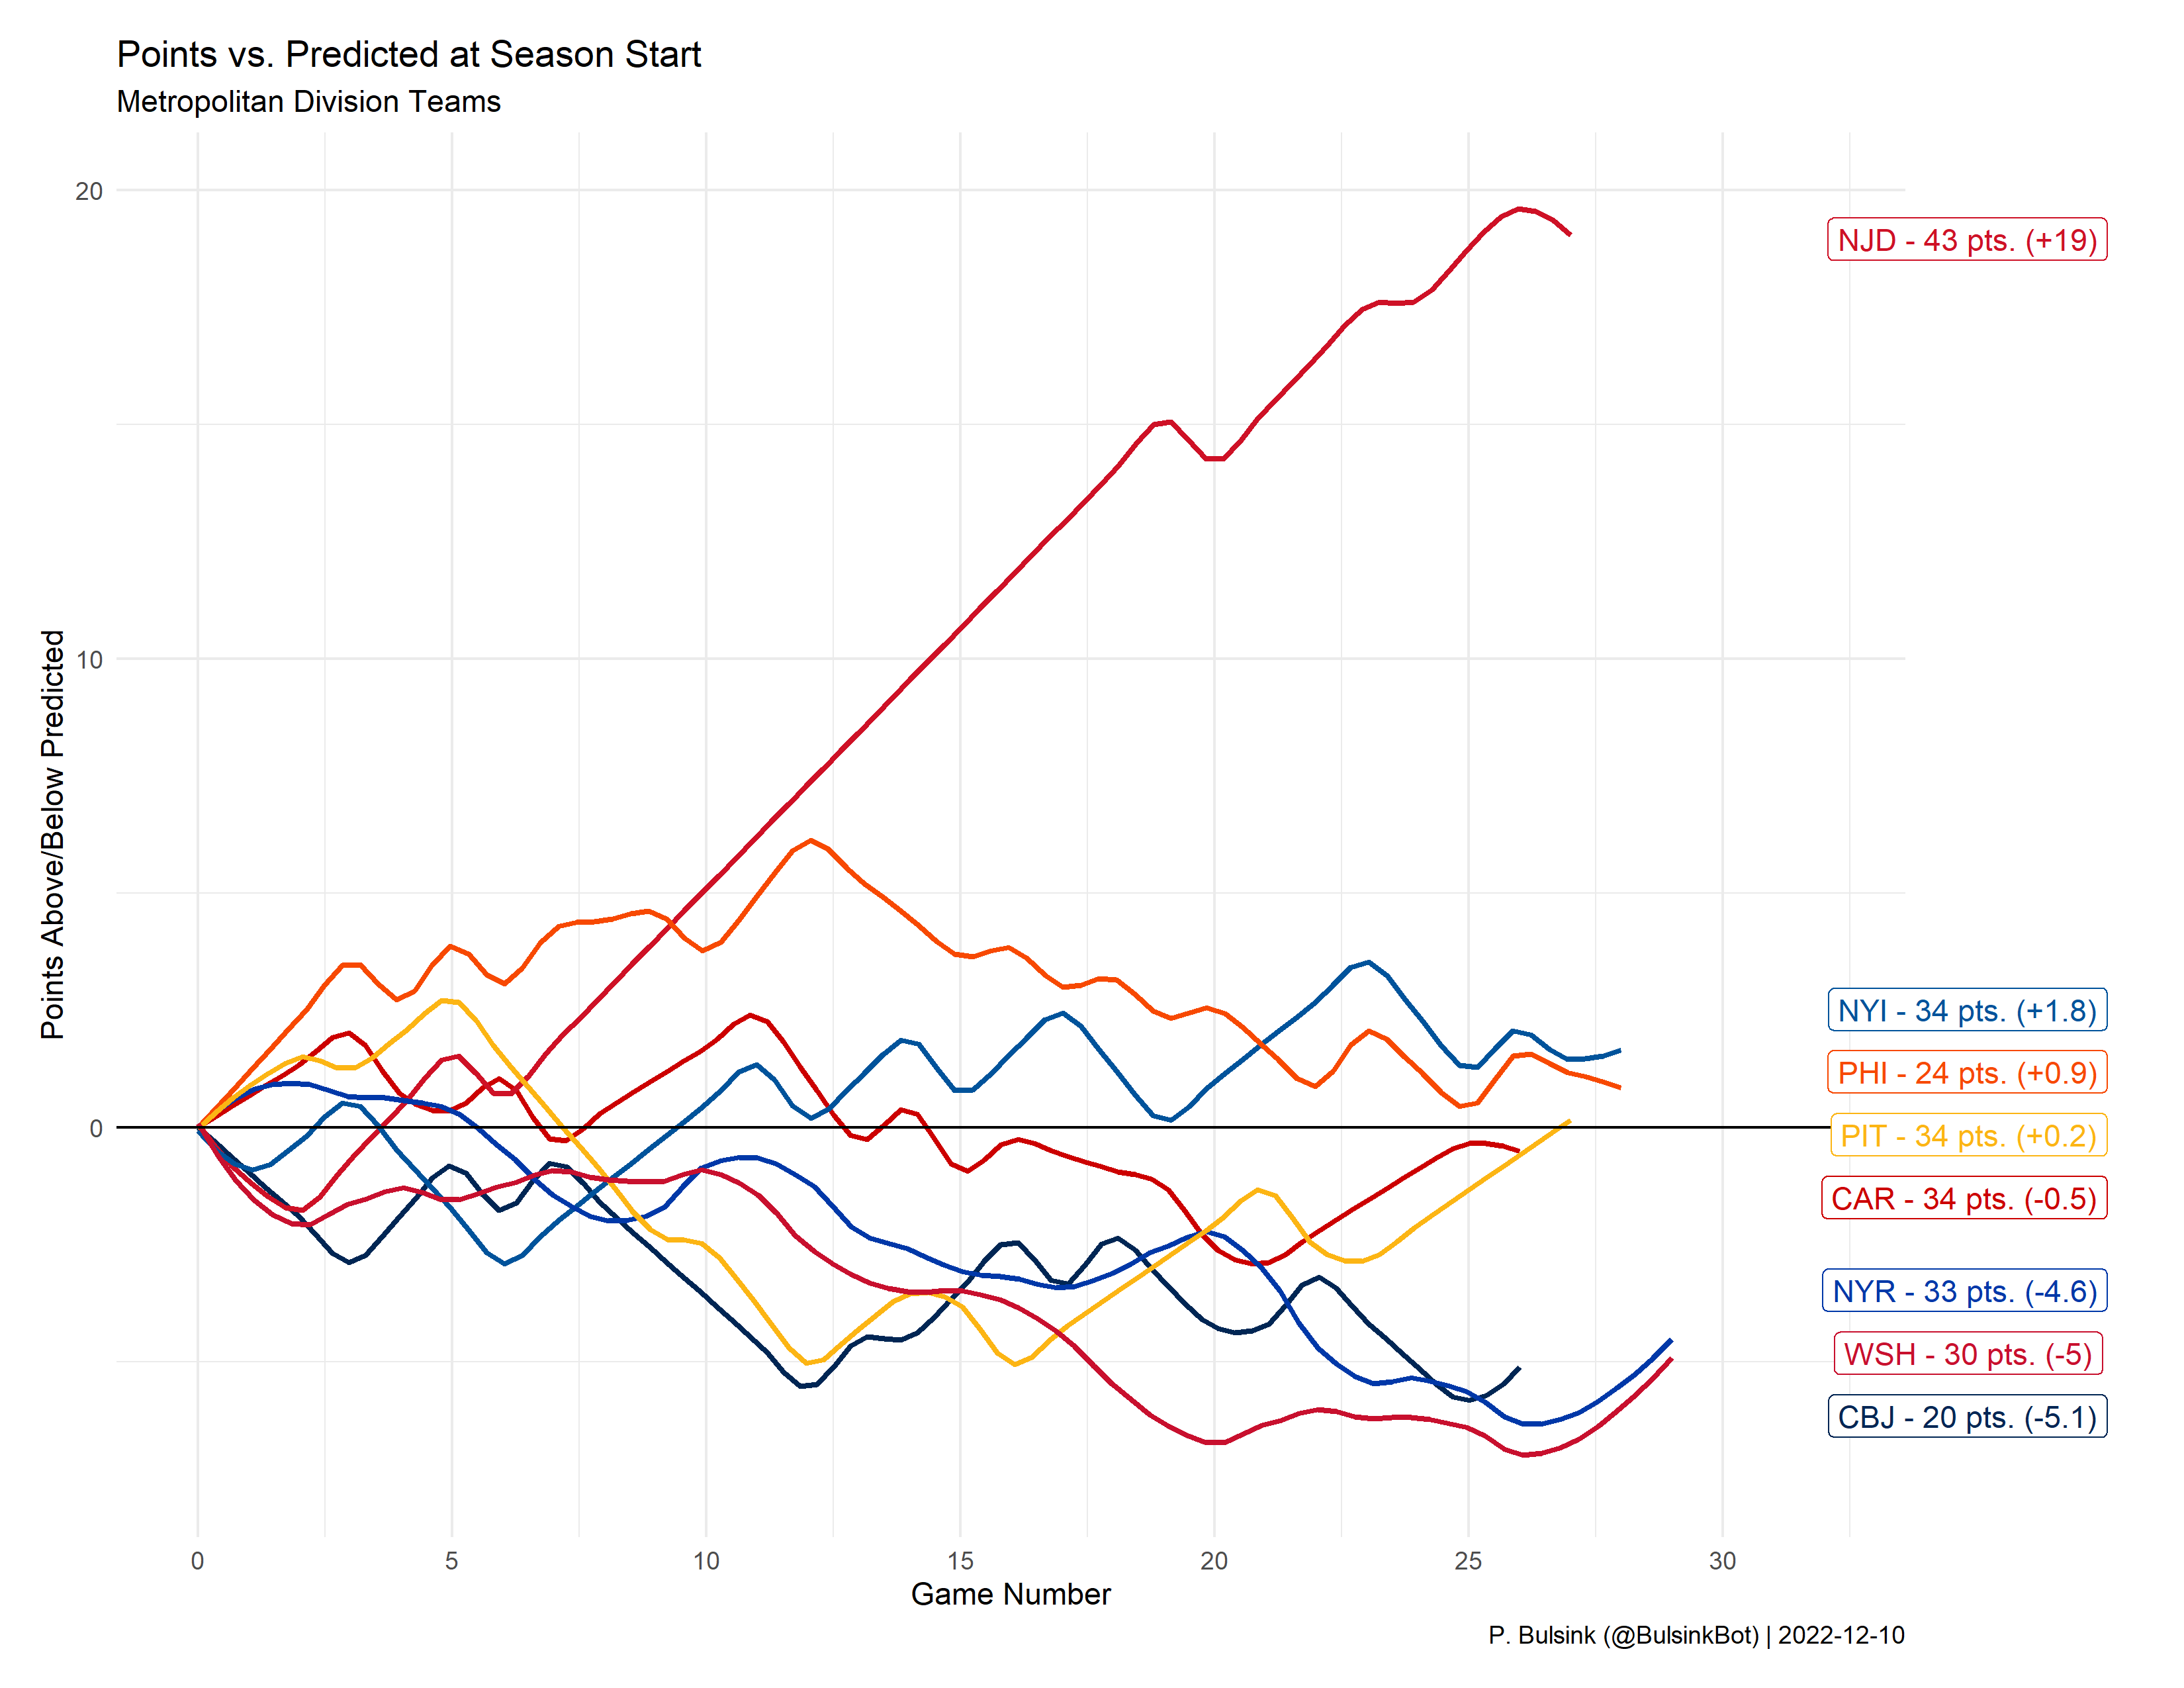 Points vs. Predicted at Season Start
Metropolitan Division Teams
Points Above/Below Predicted
20
10
0
NJD - 43 pts. (+19)
NYI - 34 pts. (+1.8)
PHI - 24 pts. (+0.9)
PIT - 34 pts. (+0.2)
CAR - 34 pts. (-0.5)
NYR - 33 pts. (-4.6)
WSH - 30 pts. (-5)
CBJ - 20 pts. (-5.1)
0 5 10 15 20 25 30
Game Number
P. Bulsink (@BulsinkBot) | 2022-12-10